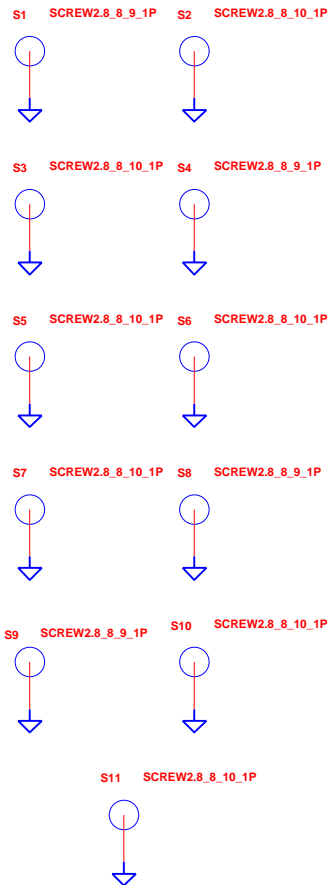 S1 SCREW2.8_8_9_1P S2 SCREW2.8_8_10_1P
S3 SCREW2.8_8_10_1P S4 SCREW2.8_8_9_1P
S5 SCREW2.8_8_10_1P S6 SCREW2.8_8_10_1P
S7 SCREW2.8_8_10_1P S8 SCREW2.8_8_9_1P
S9 SCREW2.8_8_9_1P S10 SCREW2.8_8_10_1P
S11 SCREW2.8_8_10_1P